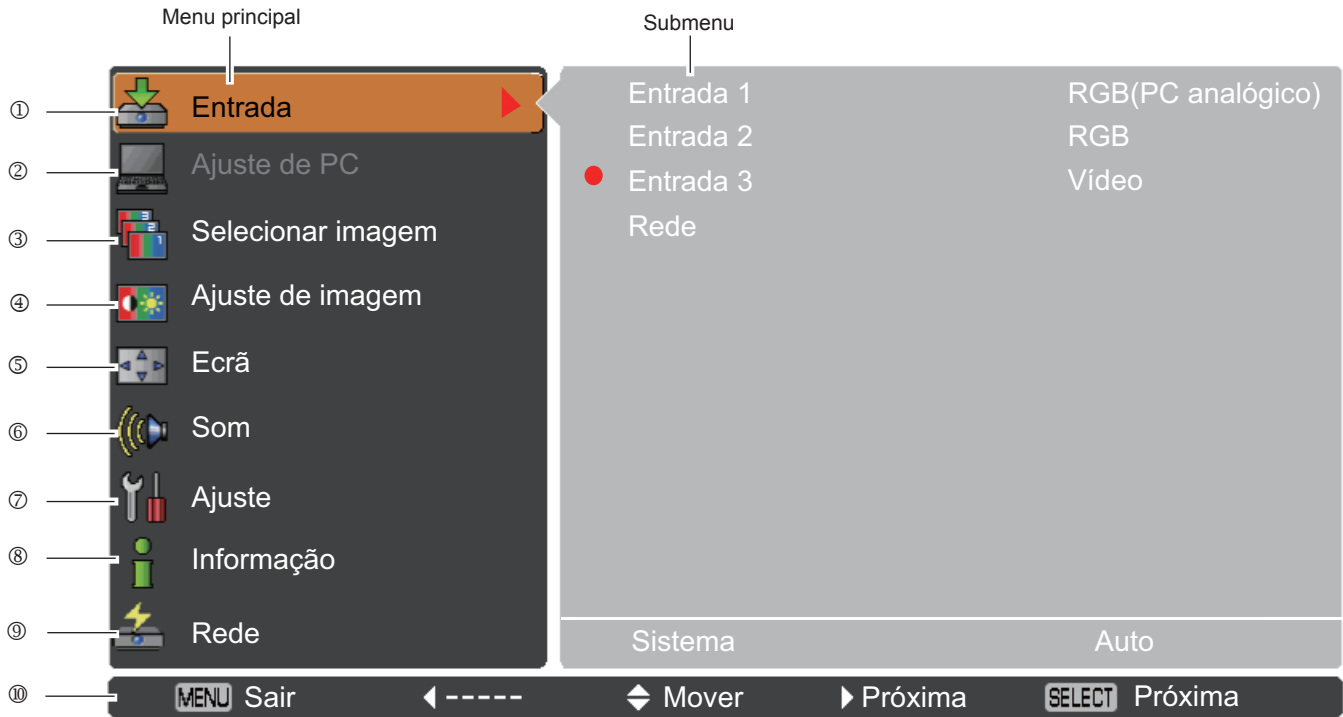 Menu principal
Submenu
① Entrada
② Ajuste de PC
③ Selecionar imagem
④ Ajuste de imagem
⑤ Ecrã
⑥ Som
⑦ Ajuste
⑧ Informação
⑨ Rede
Entrada 1 RGB(PC analógico)
Entrada 2 RGB
Entrada 3 Vídeo
Rede
Sistema Auto
⑩ MENU Sair ----- Mover Próxima SELECT Próxima